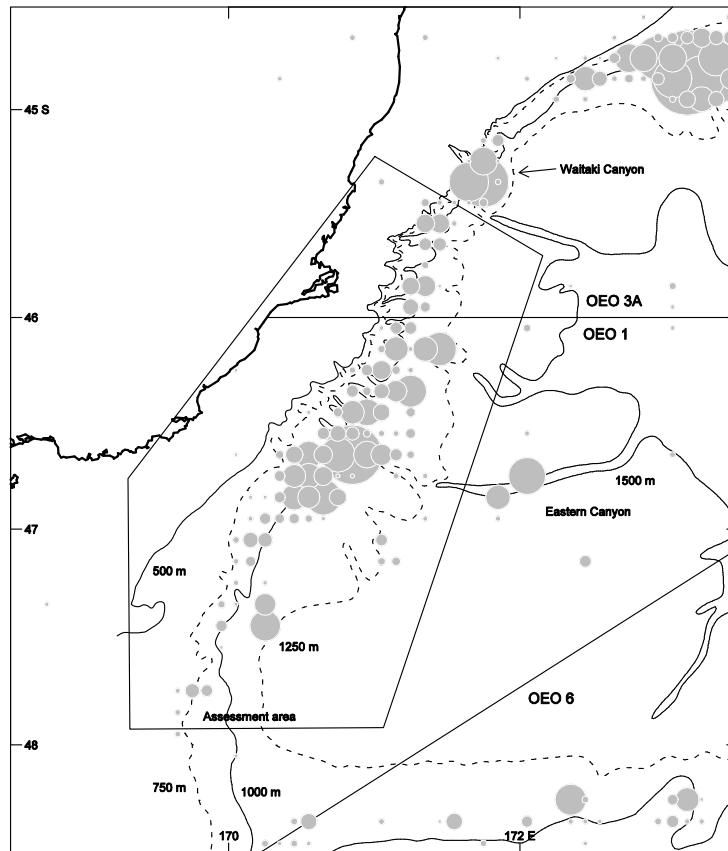 45 S
Waitaki Canyon
OEO 3A
46
OEO 1
1500 m
Eastern Canyon
47
500 m
1250 m
OEO 6
Assessment area
48
750 m
1000 m
170
172 E